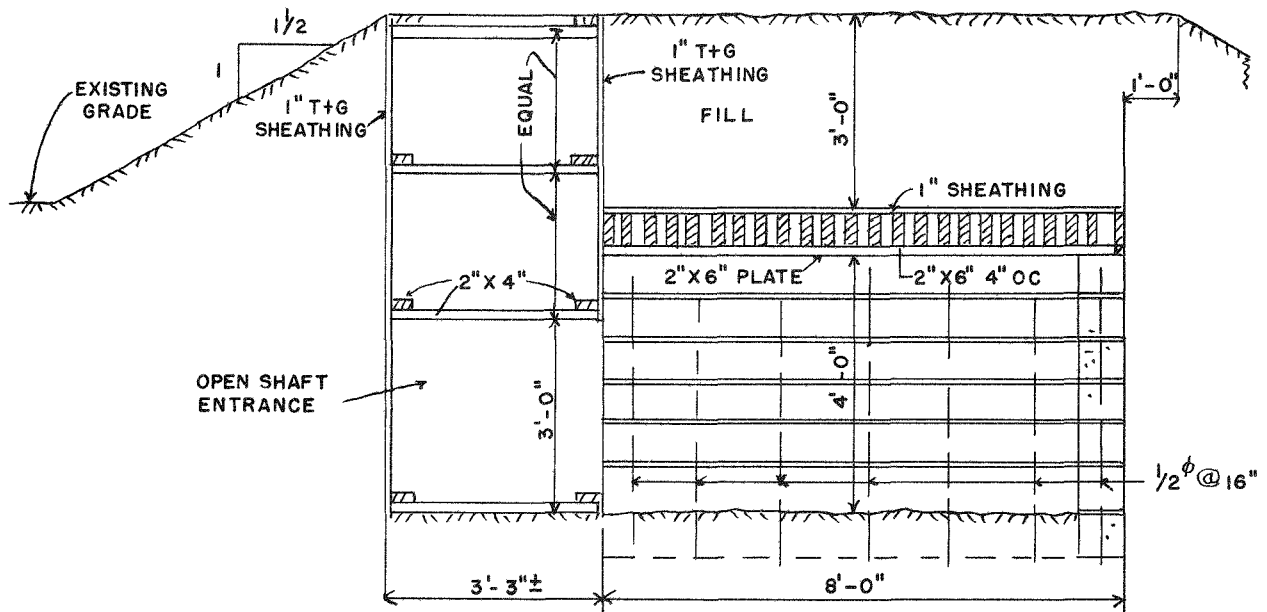 1 1/2
1
EXISTING
GRADE
1" T+G
SHEATHING
EQUAL
1" T+G
SHEATHING
FILL
3'-0"
1'-0"
1" SHEATHING
2"X6" PLATE
2"X6" 4" OC
2"X4"
OPEN SHAFT
ENTRANCE
3'-0"
4'-0"
1/2ᶲ@16"
3'-3"±
8'-0"